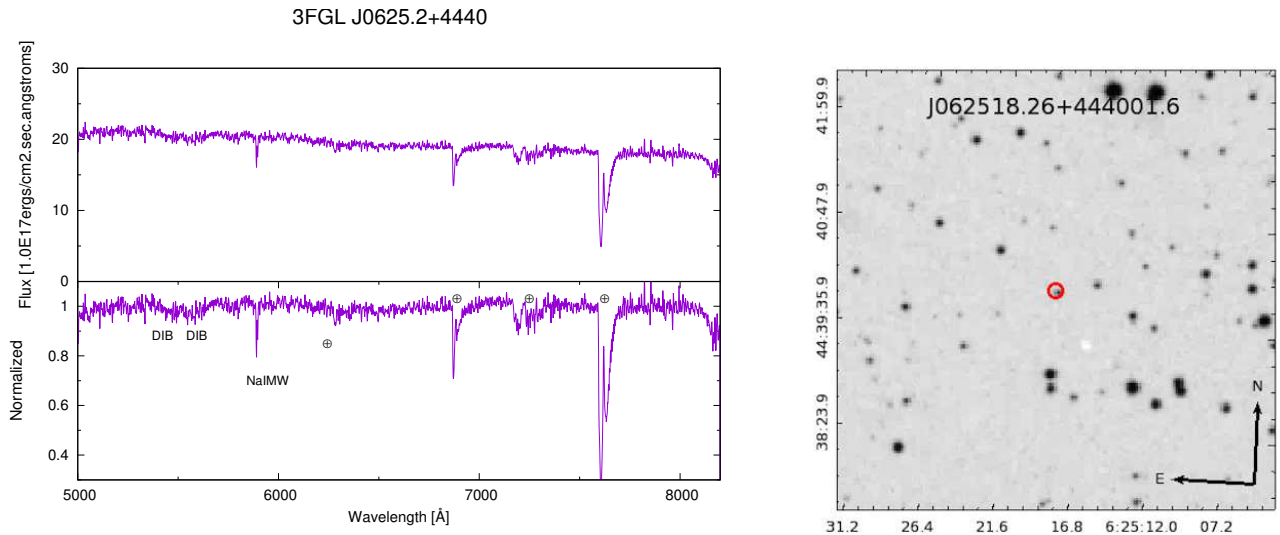 3FGL J0625.2+4440
Flux [1.0E17ergs/cm2.sec.angstroms]
30
20
10
0
Normalized
1
0.8
0.6
0.4
⊕ ⊕ ⊕
DIB DIB
⊕
NaIMW
5000 6000 7000 8000
Wavelength [Å]
J062518.26+444001.6
41:59.9
40:47.9
44:39:35.9
38:23.9
N
E
31.2 26.4 21.6 16.8 6:25:12.0 07.2